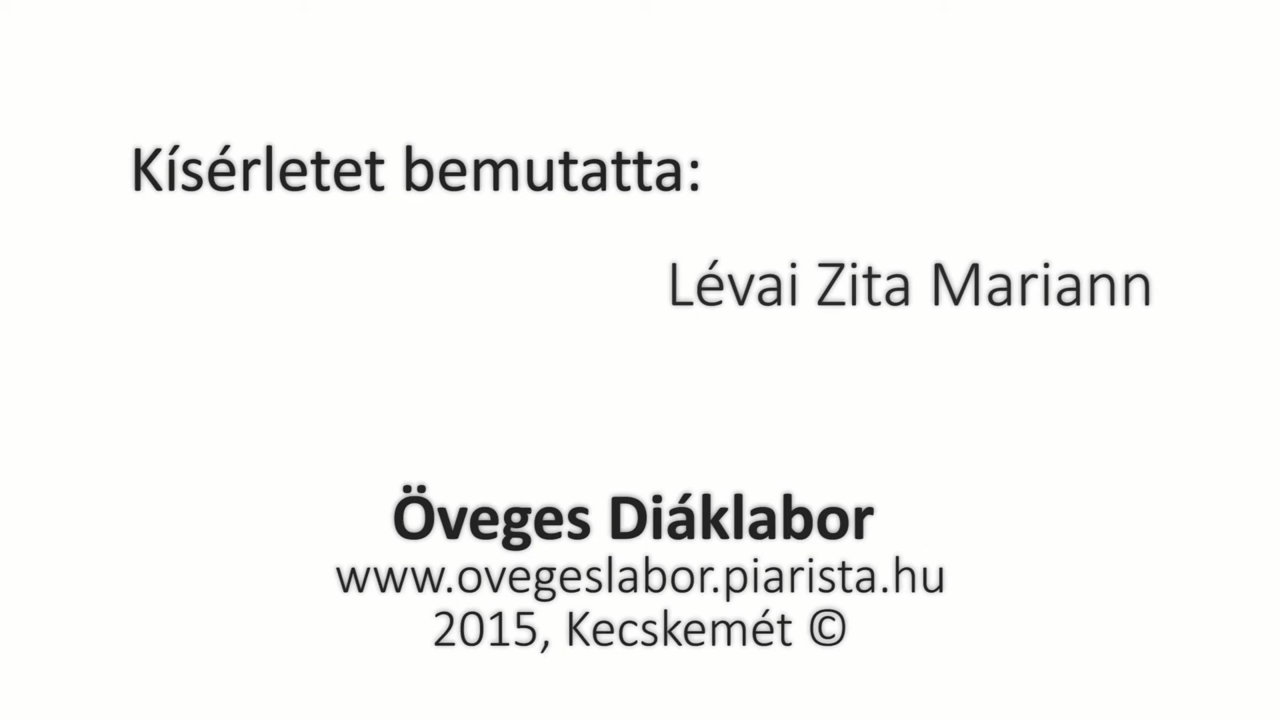 Kísérletet bemutatta:
Lévai Zita Mariann
Öveges Diáklabor
www.ovegeslabor.piarista.hu
2015, Kecskemét ©